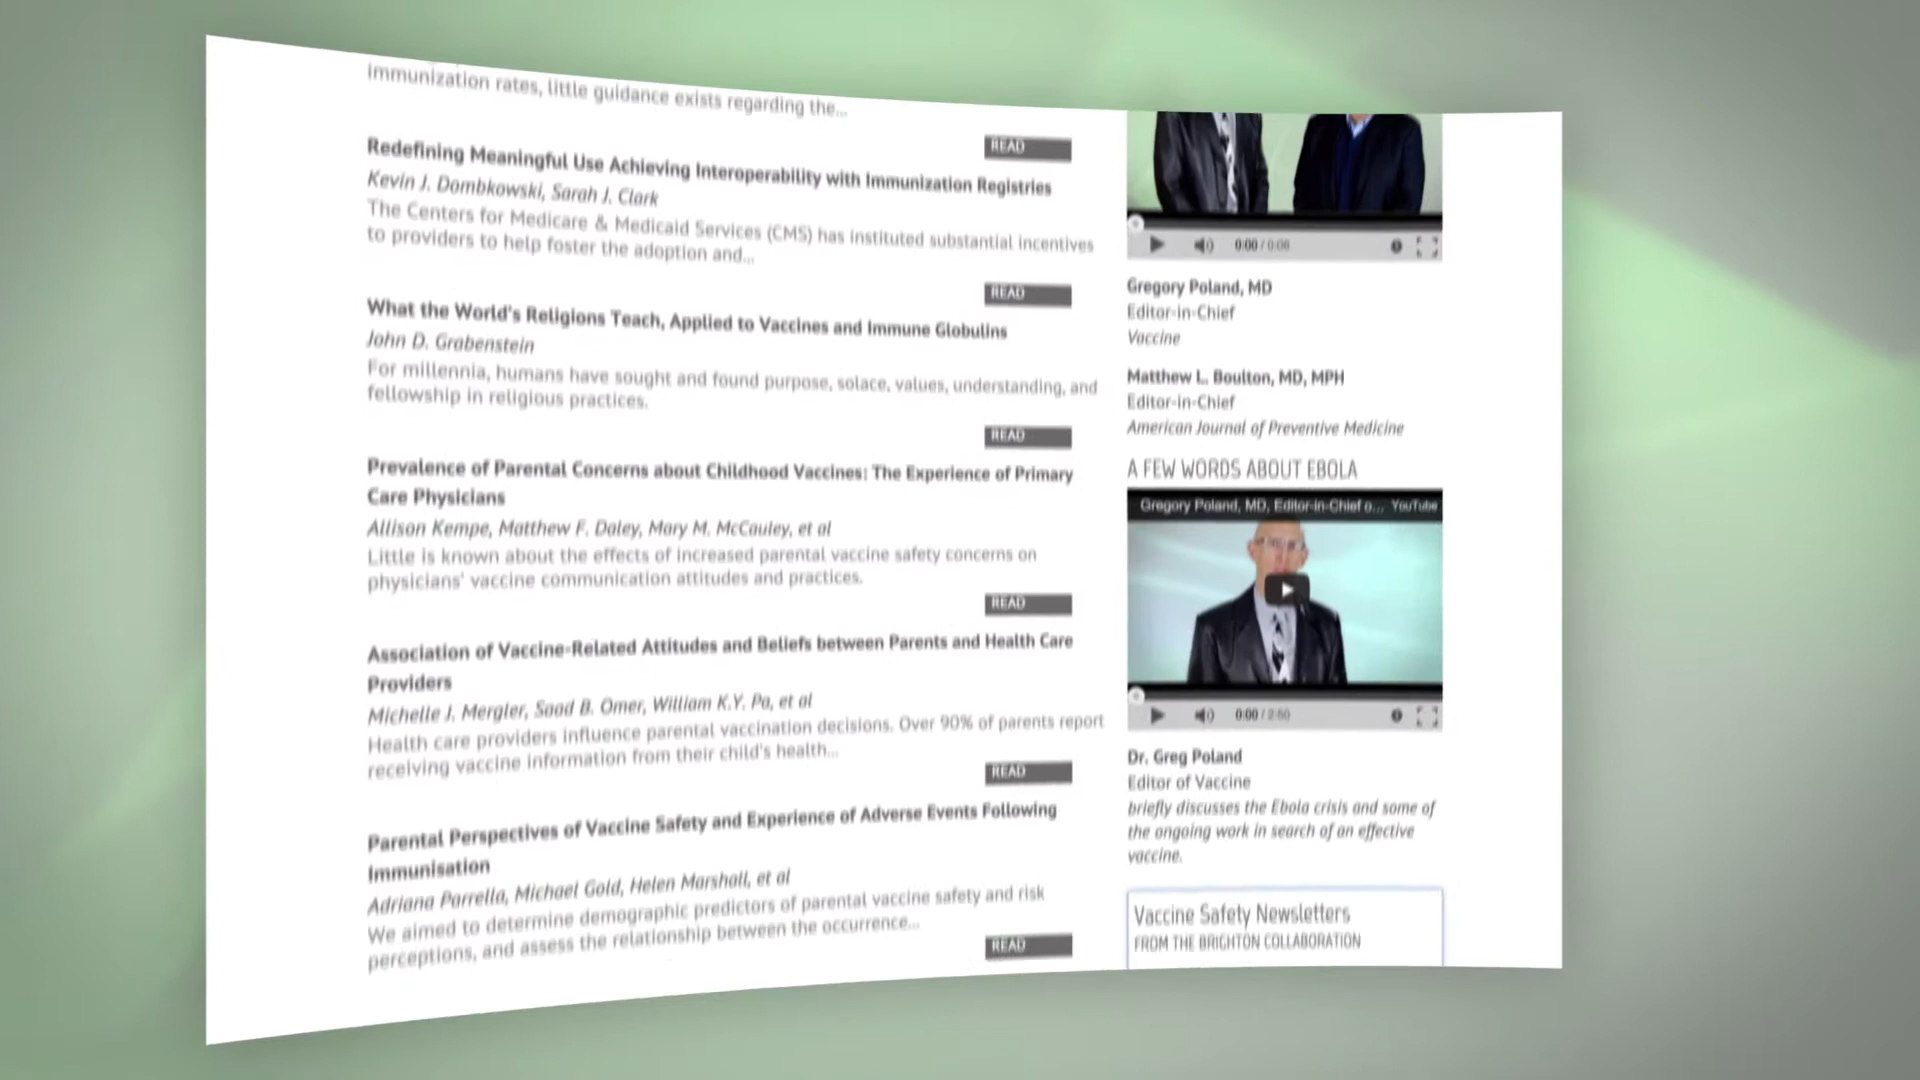 immunization rates, little guidance exists regarding the...
READ
Redefining Meaningful Use Achieving Interoperability with Immunization Registries
Kevin J. Dombkowski, Sarah J. Clark
The Centers for Medicare & Medicaid Services (CMS) has instituted substantial incentives
to providers to help foster the adoption and...
READ
What the World's Religions Teach, Applied to Vaccines and Immune Globulins
John D. Grabenstein
For millennia, humans have sought and found purpose, solace, values, understanding, and
fellowship in religious practices.
READ
Prevalence of Parental Concerns about Childhood Vaccines: The Experience of Primary
Care Physicians
Allison Kempe, Matthew F. Daley, Mary M. McCauley, et al
Little is known about the effects of increased parental vaccine safety concerns on
physicians' vaccine communication attitudes and practices.
READ
Association of Vaccine-Related Attitudes and Beliefs between Parents and Health Care
Providers
Michelle J. Mergler, Saad B. Omer, William K.Y. Pa, et al
Health care providers influence parental vaccination decisions. Over 90% of parents report
receiving vaccine information from their child's health...
READ
Parental Perspectives of Vaccine Safety and Experience of Adverse Events Following
Immunisation
Adriana Parrella, Michael Gold, Helen Marshall, et al
We aimed to determine demographic predictors of parental vaccine safety and risk
perceptions, and assess the relationship between the occurrence...
READ
0:00 / 0:06
Gregory Poland, MD
Editor-in-Chief
Vaccine
Matthew L. Boulton, MD, MPH
Editor-in-Chief
American Journal of Preventive Medicine
A FEW WORDS ABOUT EBOLA
Gregory Poland, MD, Editor-in-Chief o... YouTube
0:00 / 2:50
Dr. Greg Poland
Editor of Vaccine
briefly discusses the Ebola crisis and some of
the ongoing work in search of an effective
vaccine.
Vaccine Safety Newsletters
FROM THE BRIGHTON COLLABORATION